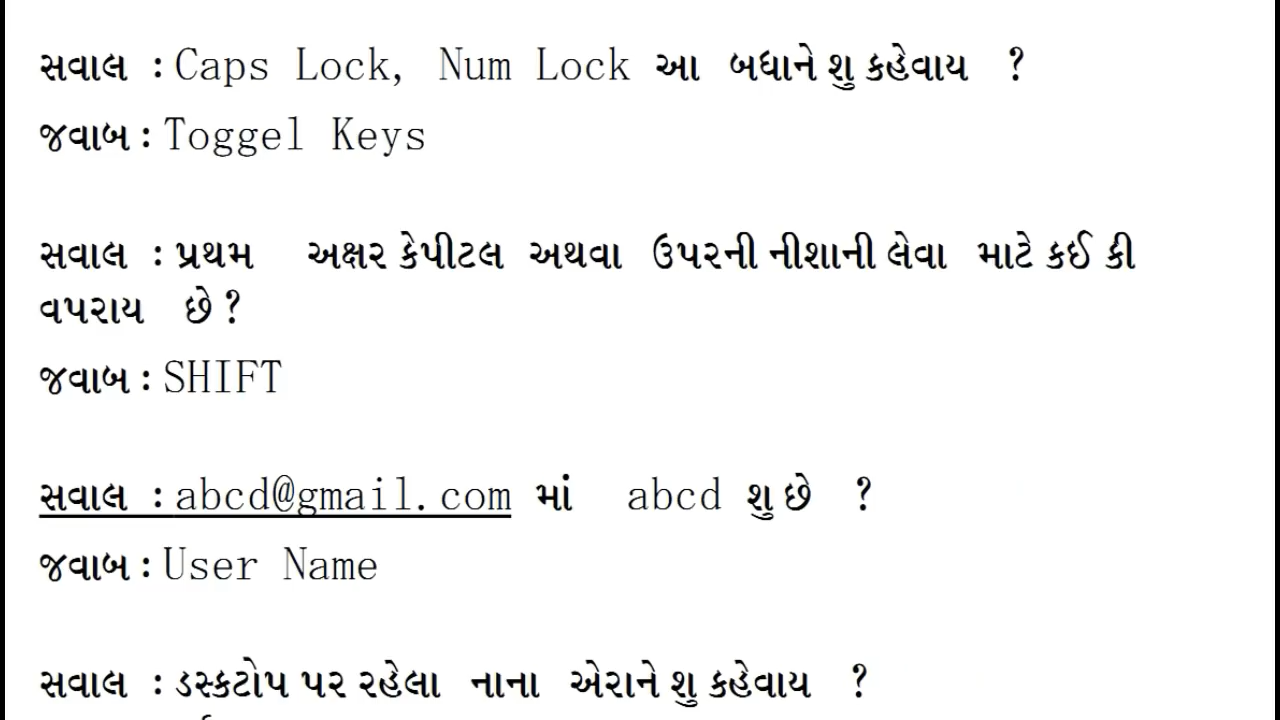 સવાલ : Caps Lock, Num Lock આ બધાને શુ કહેવાય ?
જવાબ : Toggel Keys
સવાલ : પ્રથમ અક્ષર કેપીટલ અથવા ઉપરની નીશાની લેવા માટે કઈ કી
વપરાય છે ?
જવાબ : SHIFT
સવાલ : abcd@gmail.com માં abcd શુ છે ?
જવાબ : User Name
સવાલ : ડસ્કટોપ પર રહેલા નાના એરાને શુ કહેવાય ?